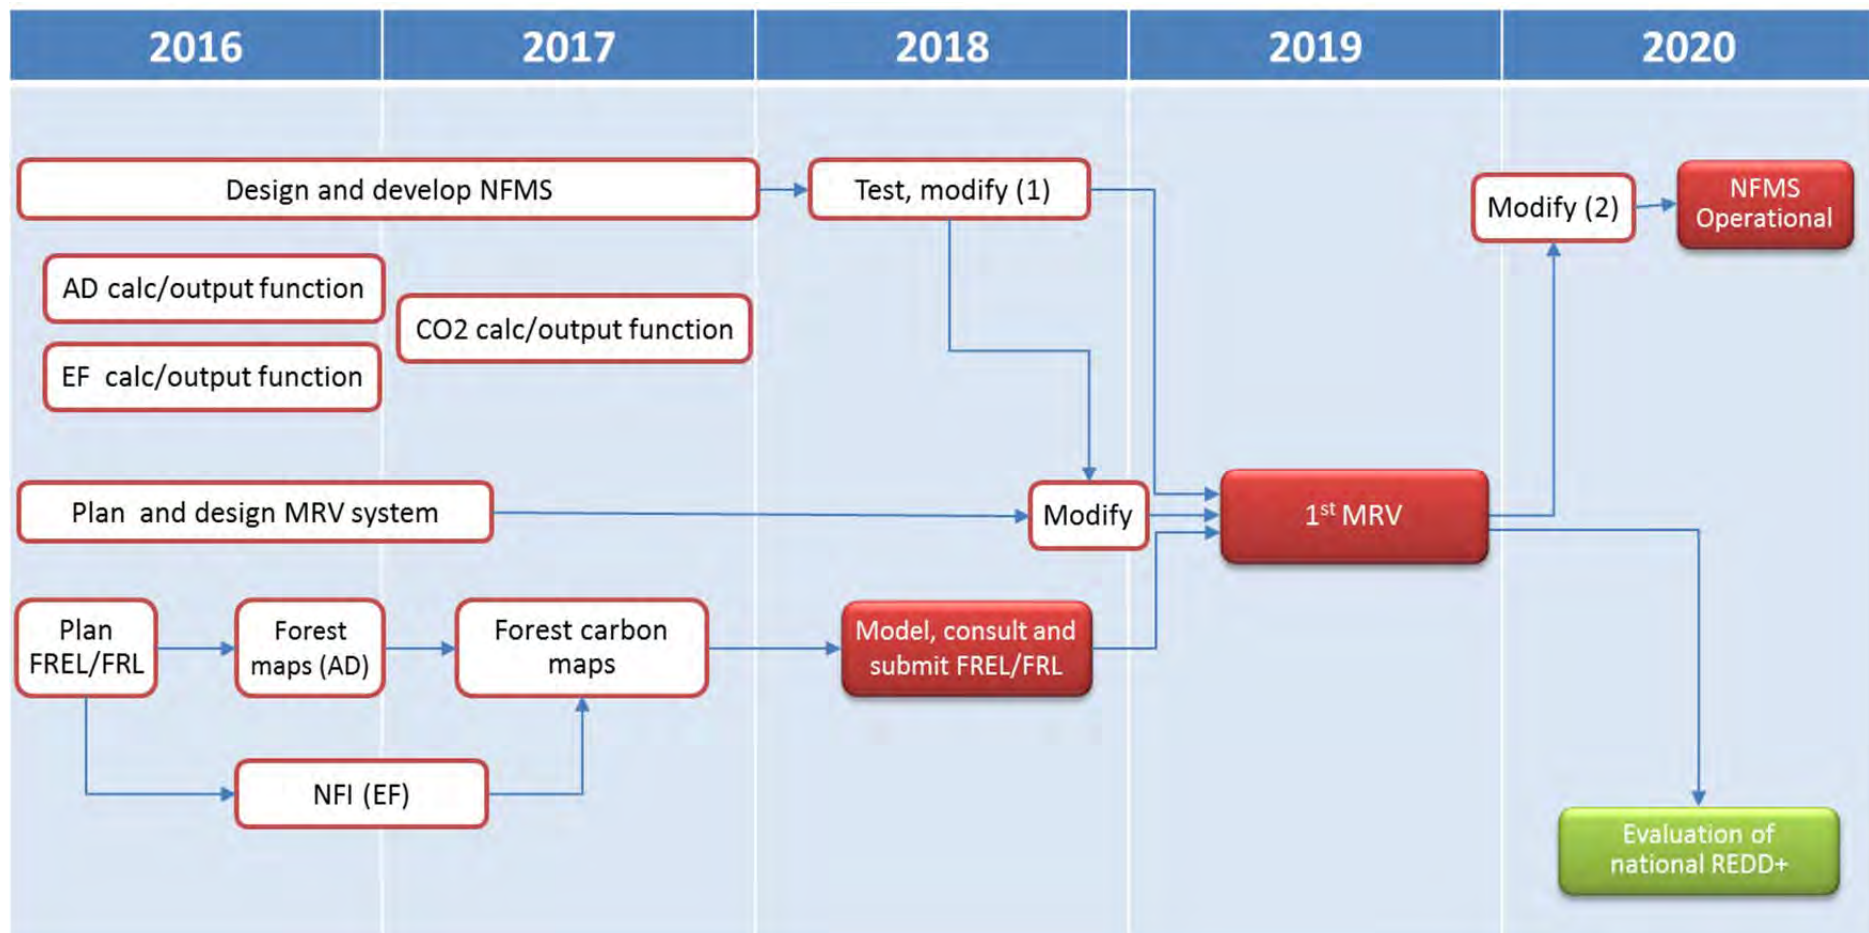 2016
2017
2018
2019
2020
Design and develop NFMS
Test, modify (1)
Modify (2)
NFMS
Operational
AD calc/output function
CO2 calc/output function
EF calc/output function
Plan and design MRV system
Modify
1st MRV
Plan
FREL/FRL
Forest
maps (AD)
Forest carbon
maps
Model, consult and
submit FREL/FRL
NFI (EF)
Evaluation of
national REDD+